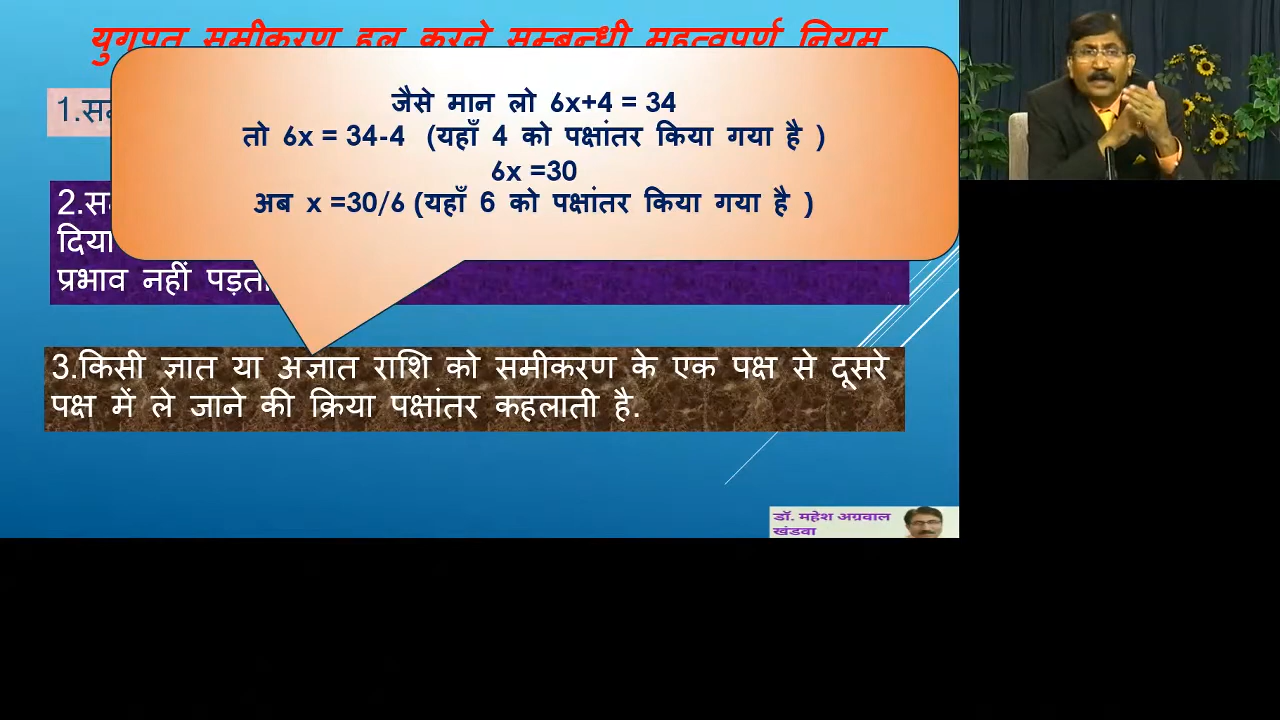 युगपत समीकरण हल करने सम्बन्धी महत्वपूर्ण नियम
जैसे मान लो 6x+4 = 34
तो 6x = 34-4 (यहाँ 4 को पक्षांतर किया गया है )
6x =30
अब x =30/6 (यहाँ 6 को पक्षांतर किया गया है )
1.
2.
दिया
प्रभाव नहीं पड़ता
3.किसी ज्ञात या अज्ञात राशि को समीकरण के एक पक्ष से दूसरे
पक्ष में ले जाने की क्रिया पक्षांतर कहलाती है.
डॉ. महेश अग्रवाल
खंडवा